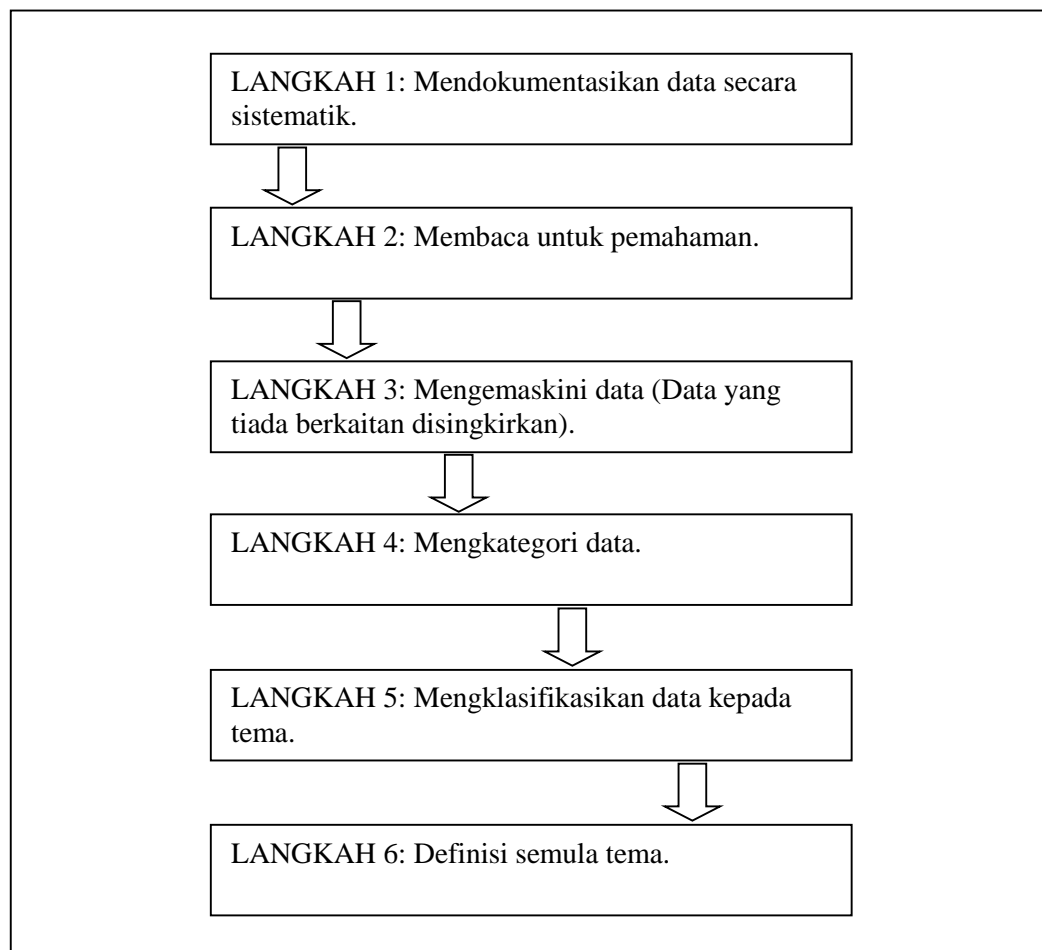 LANGKAH 1: Mendokumentasikan data secara
sistematik.
LANGKAH 2: Membaca untuk pemahaman.
LANGKAH 3: Mengemaskini data (Data yang
tiada berkaitan disingkirkan).
LANGKAH 4: Mengkategori data.
LANGKAH 5: Mengklasifikasikan data kepada
tema.
LANGKAH 6: Definisi semula tema.